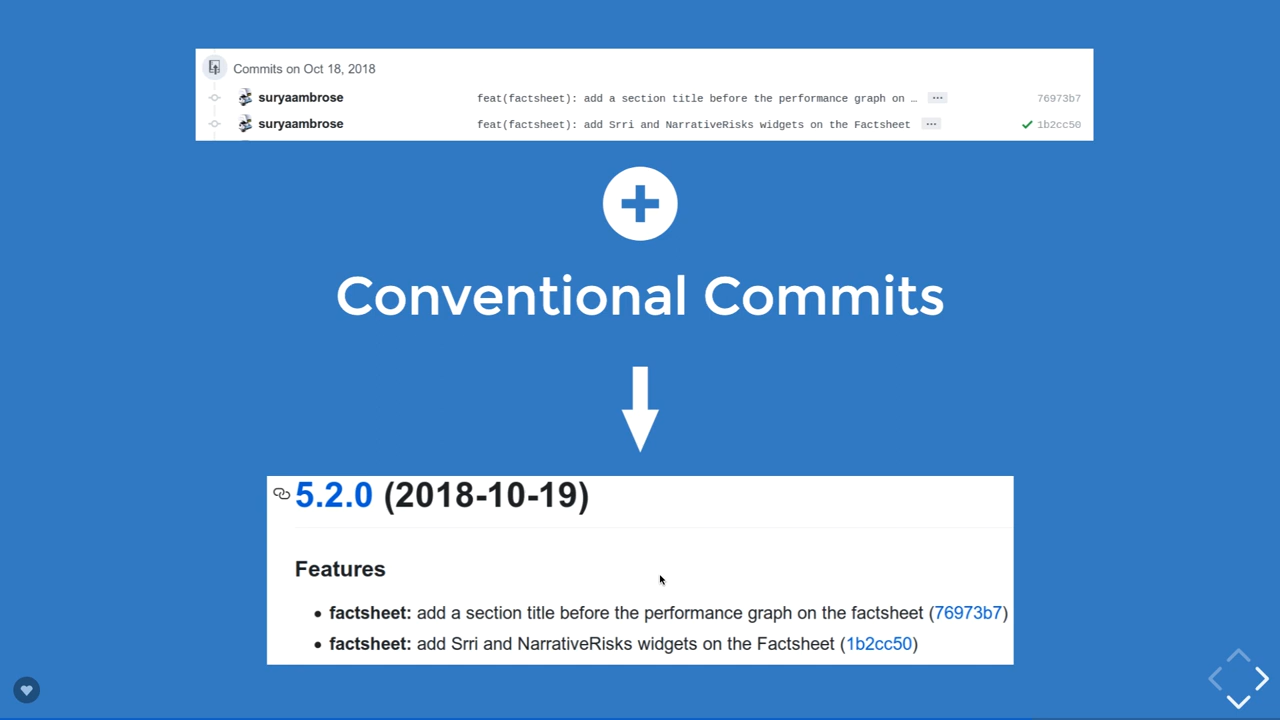 Commits on Oct 18, 2018
suryaambrose feat(factsheet): add a section title before the performance graph on … ... 76973b7
suryaambrose feat(factsheet): add Srri and NarrativeRisks widgets on the Factsheet ... 1b2cc50
Conventional Commits
5.2.0 (2018-10-19)
Features
• factsheet: add a section title before the performance graph on the factsheet (76973b7)
• factsheet: add Srri and NarrativeRisks widgets on the Factsheet (1b2cc50)